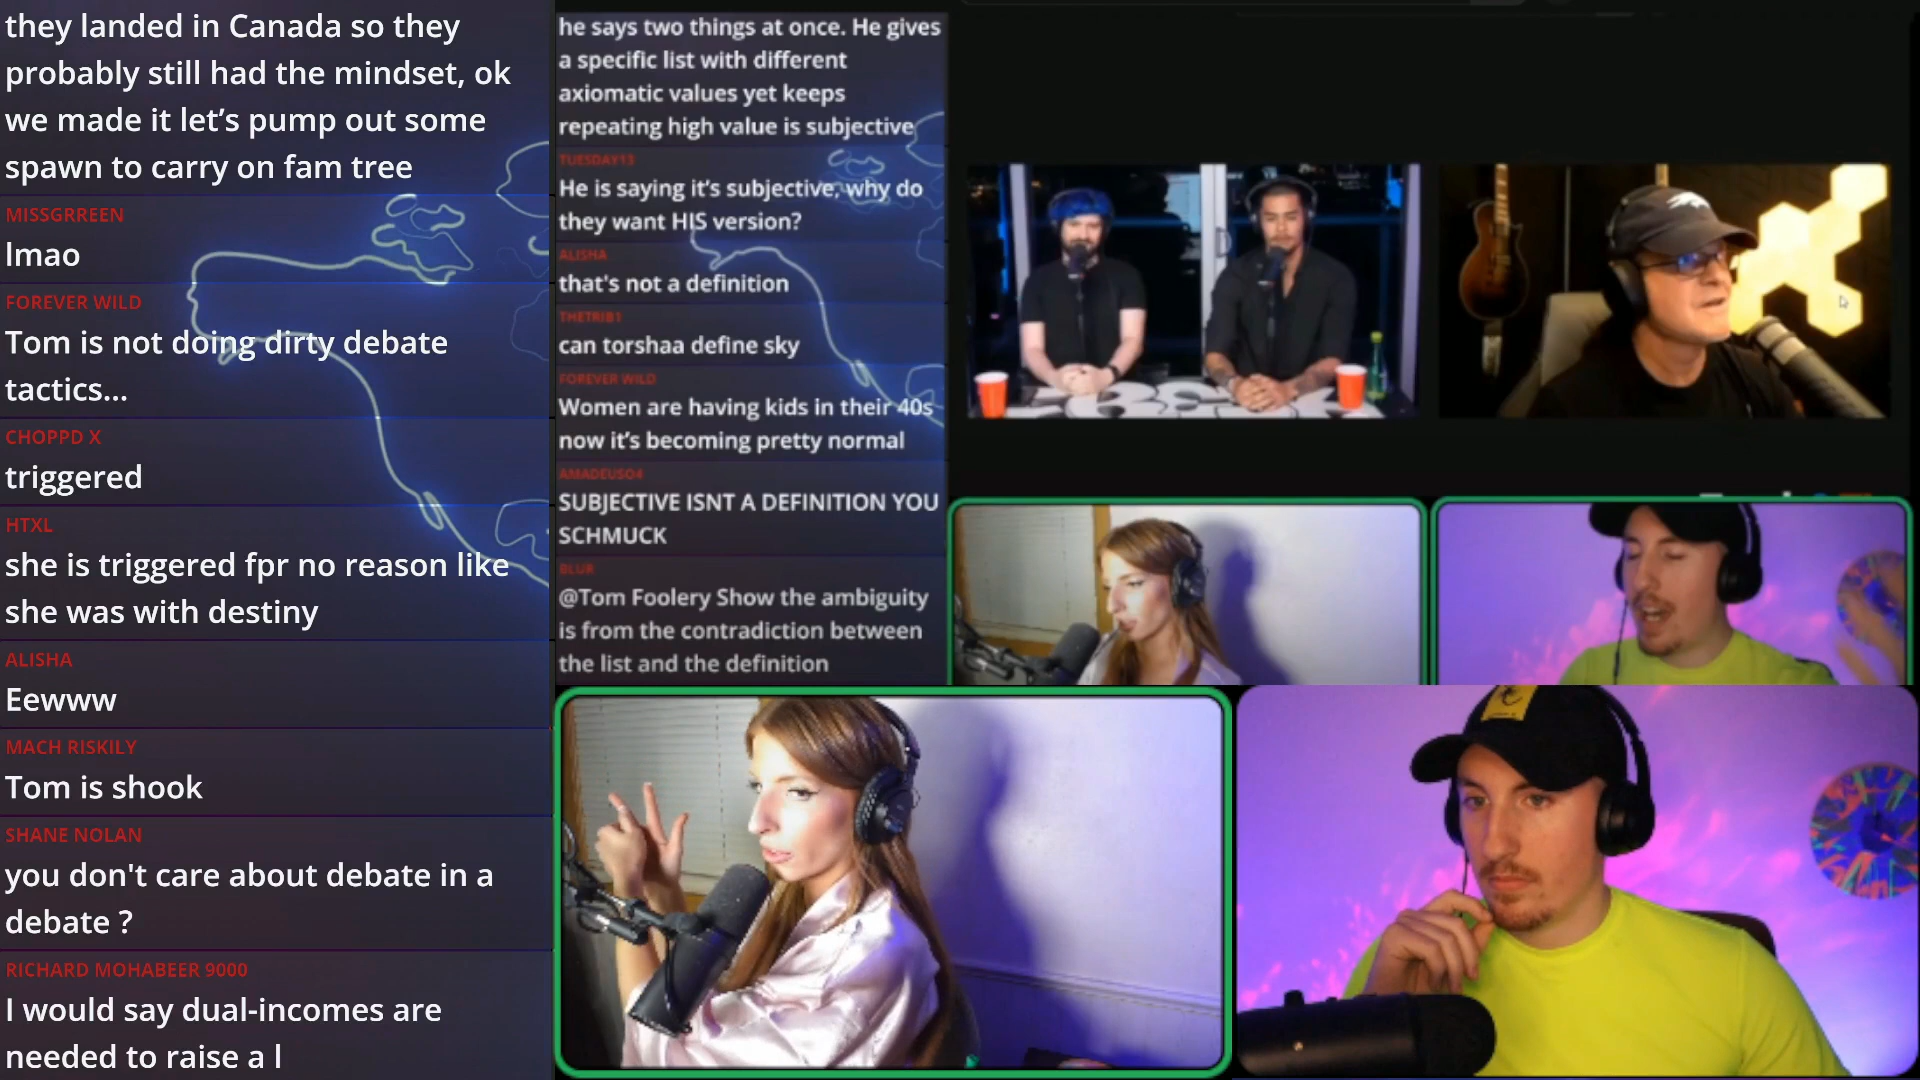 they landed in Canada so they
probably still had the mindset, ok
we made it let’s pump out some
spawn to carry on fam tree
MISSGRREEN
lmao
FOREVER WILD
Tom is not doing dirty debate
tactics...
CHOPPD X
triggered
HTXL
she is triggered fpr no reason like
she was with destiny
ALISHA
Eewww
MACH RISKILY
Tom is shook
SHANE NOLAN
you don't care about debate in a
debate ?
RICHARD MOHABEER 9000
I would say dual-incomes are
needed to raise a l
he says two things at once. He gives
a specific list with different
axiomatic values yet keeps
repeating high value is subjective
TUESDAY13
He is saying it's subjective, why do
they want HIS version?
ALISHA
that's not a definition
THETRIB1
can torshaa define sky
FOREVER WILD
Women are having kids in their 40s
now it’s becoming pretty normal
AMADEUS04
SUBJECTIVE ISNT A DEFINITION YOU
SCHMUCK
BLUR
@Tom Foolery Show the ambiguity
is from the contradiction between
the list and the definition